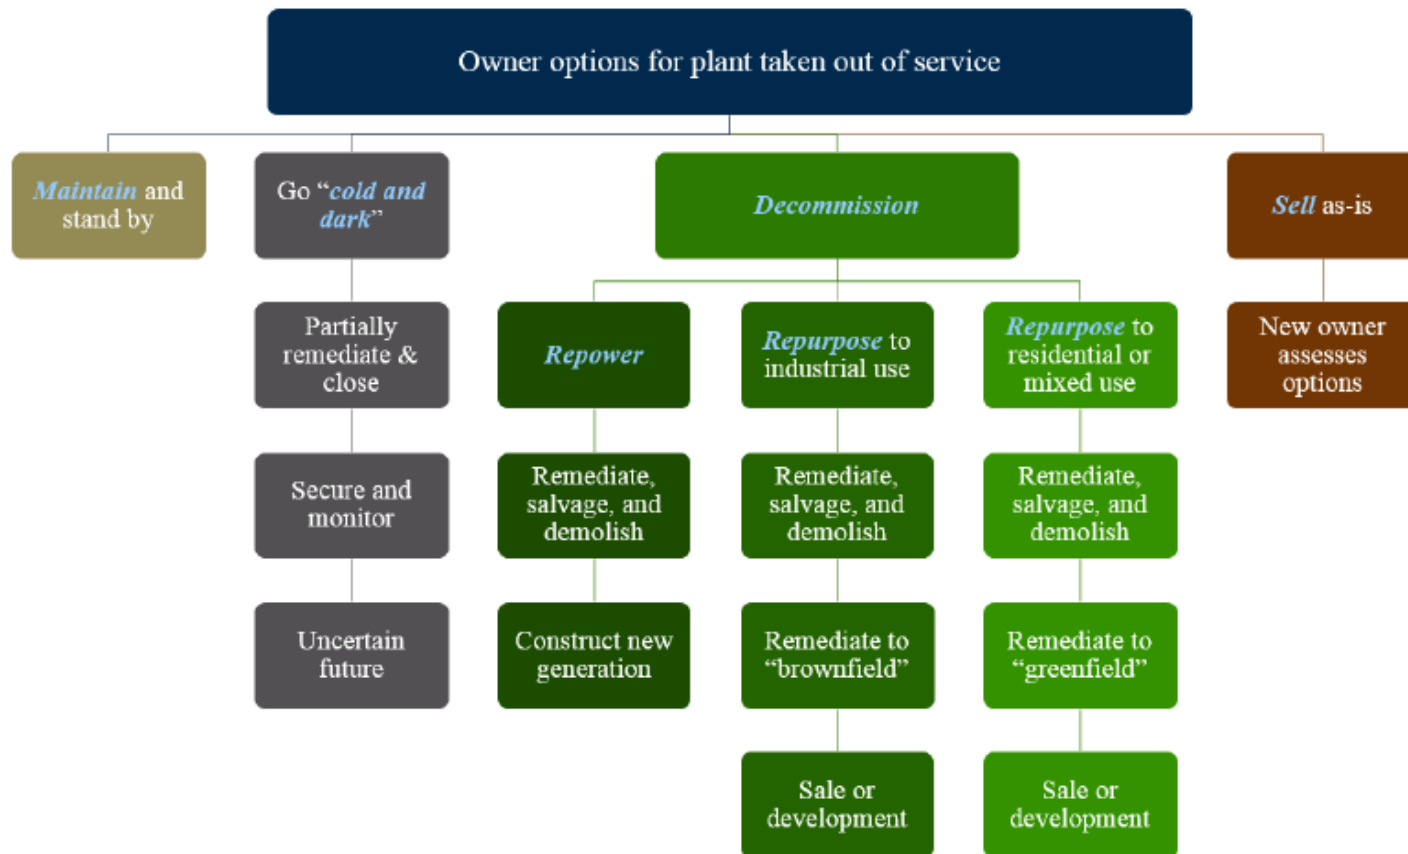 Owner options for plant taken out of service
Maintain and
stand by
Go “cold and
dark”
Decommission
Sell as-is
Partially
remediate &
close
Repower
Repurpose to
industrial use
Repurpose to
residential or
mixed use
New owner
assesses
options
Secure and
monitor
Remediate,
salvage, and
demolish
Remediate,
salvage, and
demolish
Remediate,
salvage, and
demolish
Uncertain
future
Construct new
generation
Remediate to
“brownfield”
Remediate to
“greenfield”
Sale or
development
Sale or
development